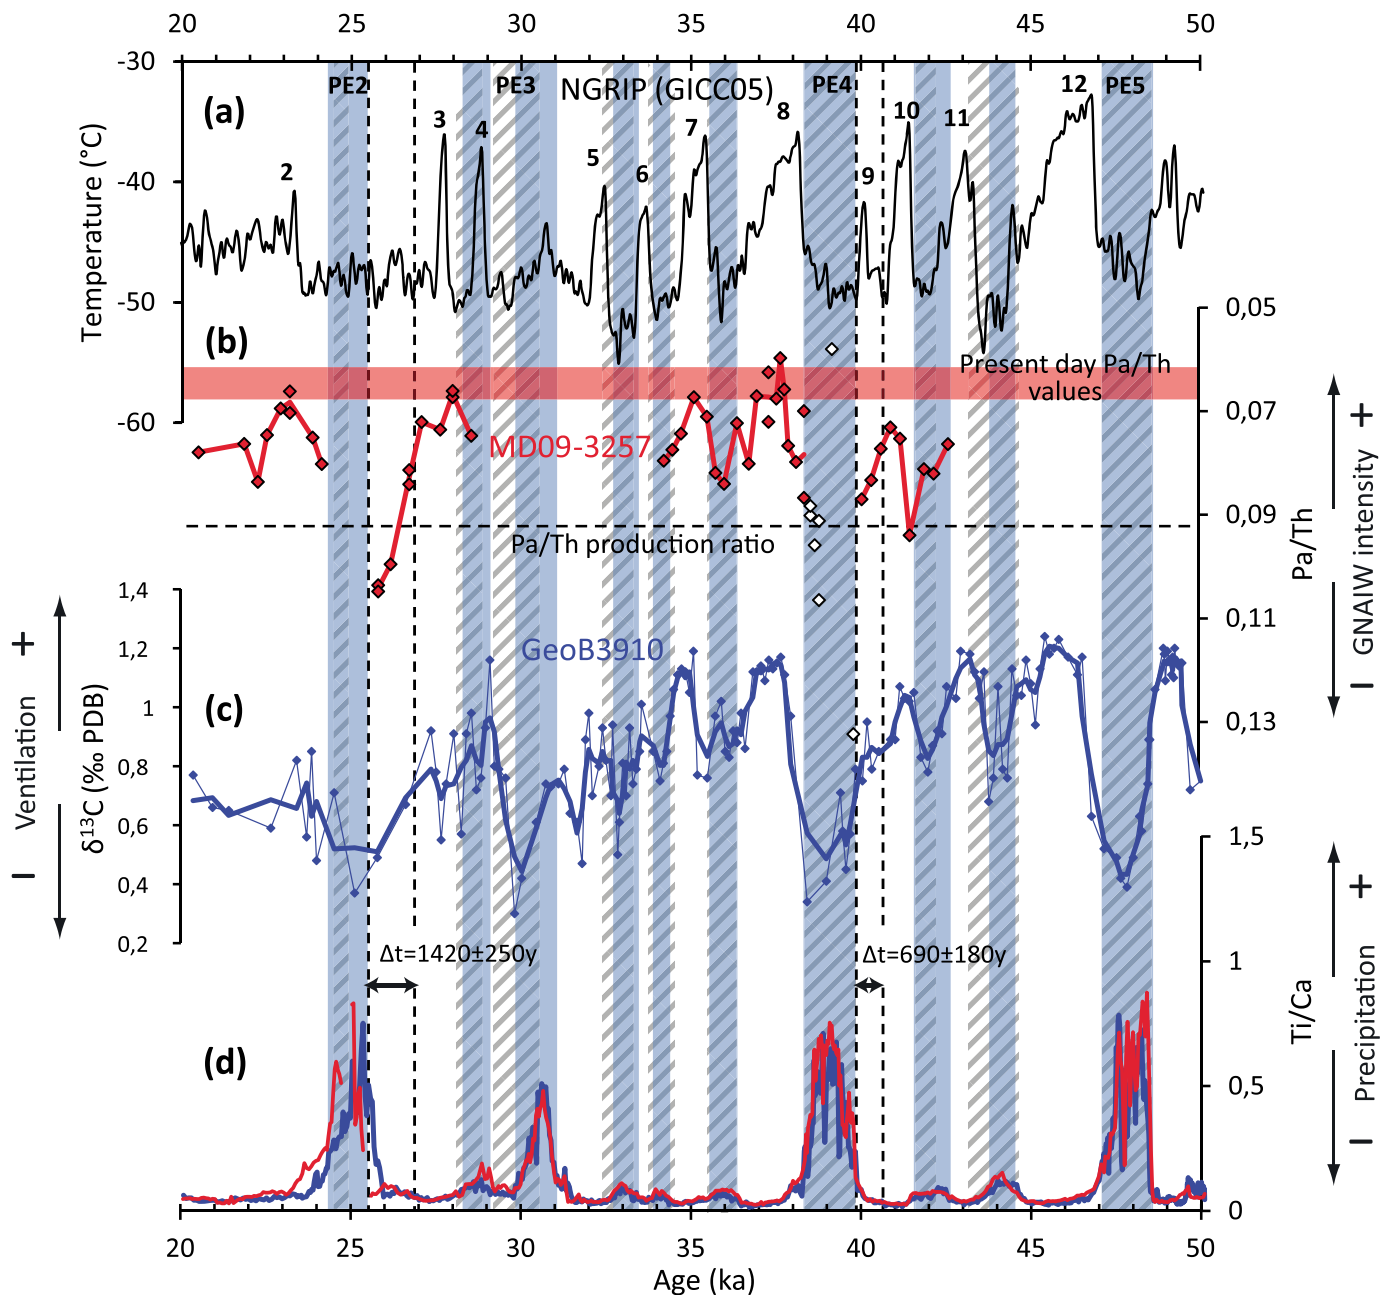 20 25 30 35 40 45 50
-30
-40
-50
-60
Temperature (°C)
(a)
PE2 PE3 NGRIP (GICC05) PE4 PE5
2 3 4 5 6 7 8 9 10 11 12
(b)
0,05
0,07
0,09
0,11
0,13
Pa/Th
Present day Pa/Th
values
MD09-3257
Pa/Th production ratio
− GNAIW intensity +
1,4
1,2
1
0,8
0,6
0,4
0,2
δ¹³C (‰ PDB)
− Ventilation +
(c)
GeoB3910
Δt=1420±250y Δt=690±180y
(d)
1,5
1
0,5
0
Ti/Ca
− Precipitation +
20 25 30 35 40 45 50
Age (ka)